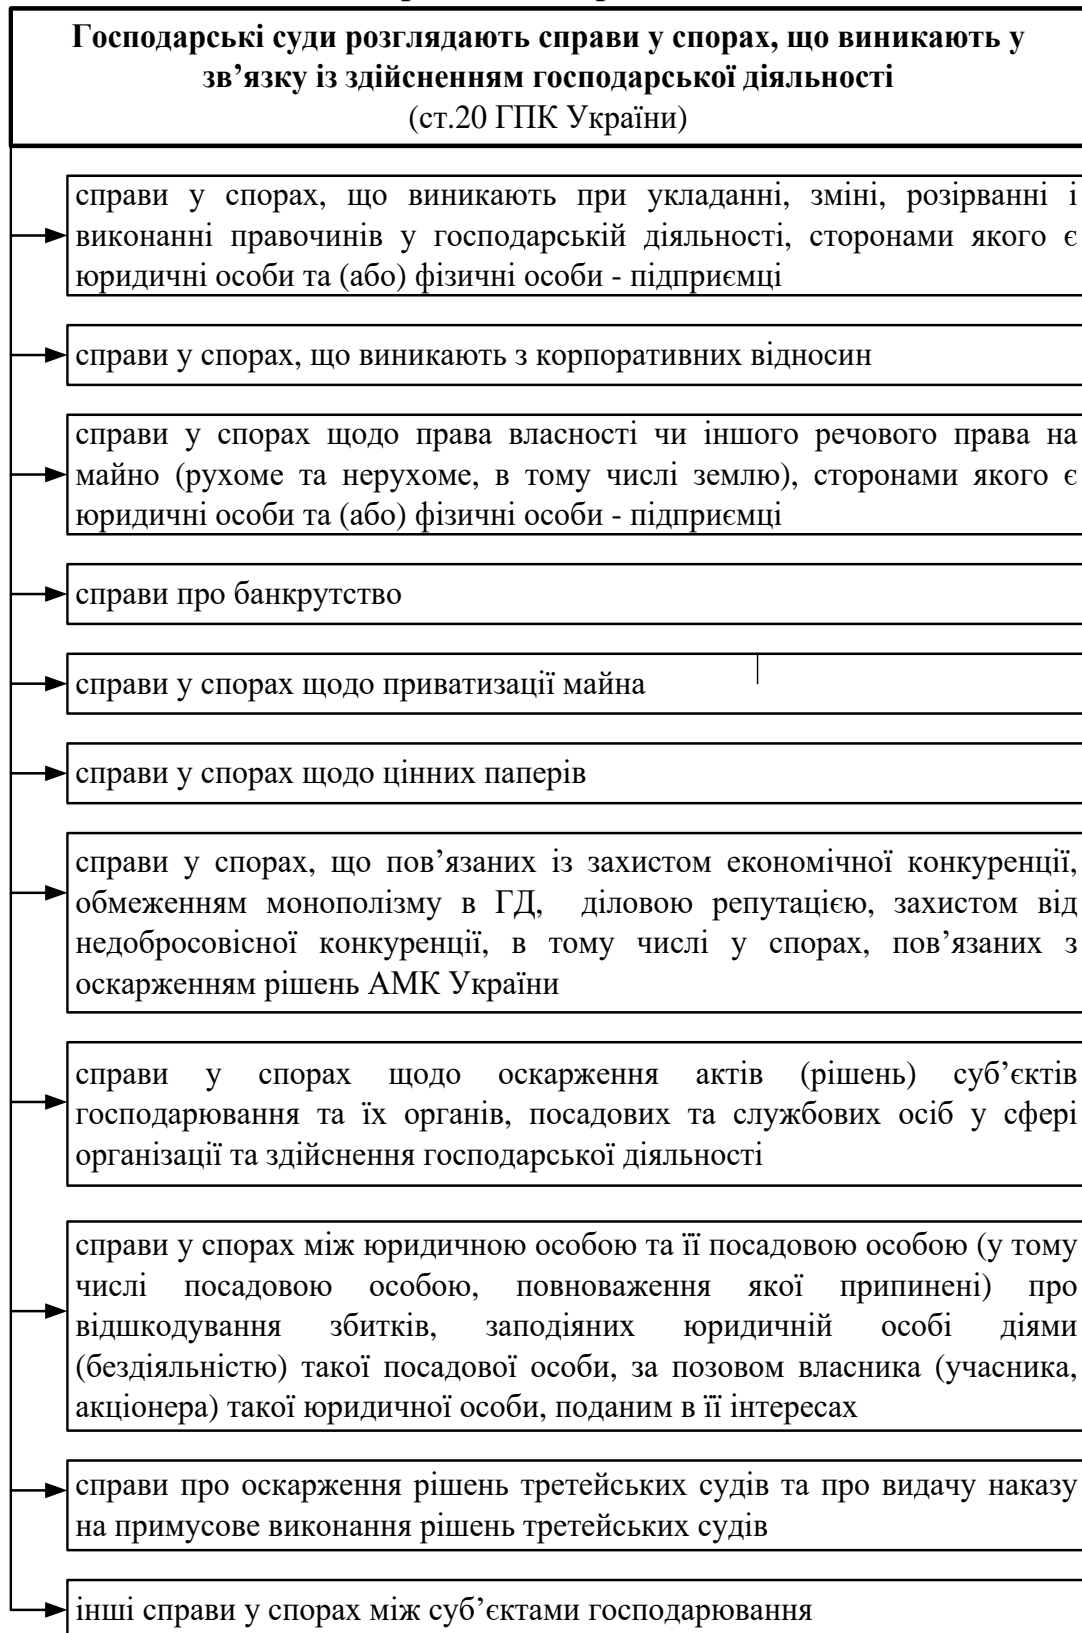 Господарські суди розглядають справи у спорах, що виникають у
зв’язку із здійсненням господарської діяльності
(ст.20 ГПК України)
справи у спорах, що виникають при укладанні, зміні, розірванні і
виконанні правочинів у господарській діяльності, сторонами якого є
юридичні особи та (або) фізичні особи - підприємці
справи у спорах, що виникають з корпоративних відносин
справи у спорах щодо права власності чи іншого речового права на
майно (рухоме та нерухоме, в тому числі землю), сторонами якого є
юридичні особи та (або) фізичні особи - підприємці
справи про банкрутство
справи у спорах щодо приватизації майна
справи у спорах щодо цінних паперів
справи у спорах, що пов’язаних із захистом економічної конкуренції,
обмеженням монополізму в ГД, діловою репутацією, захистом від
недобросовісної конкуренції, в тому числі у спорах, пов’язаних з
оскарженням рішень АМК України
справи у спорах щодо оскарження актів (рішень) суб’єктів
господарювання та їх органів, посадових та службових осіб у сфері
організації та здійснення господарської діяльності
справи у спорах між юридичною особою та її посадовою особою (у тому
числі посадовою особою, повноваження якої припинені) про
відшкодування збитків, заподіяних юридичній особі діями
(бездіяльністю) такої посадової особи, за позовом власника (учасника,
акціонера) такої юридичної особи, поданим в її інтересах
справи про оскарження рішень третейських судів та про видачу наказу
на примусове виконання рішень третейських судів
інші справи у спорах між суб’єктами господарювання